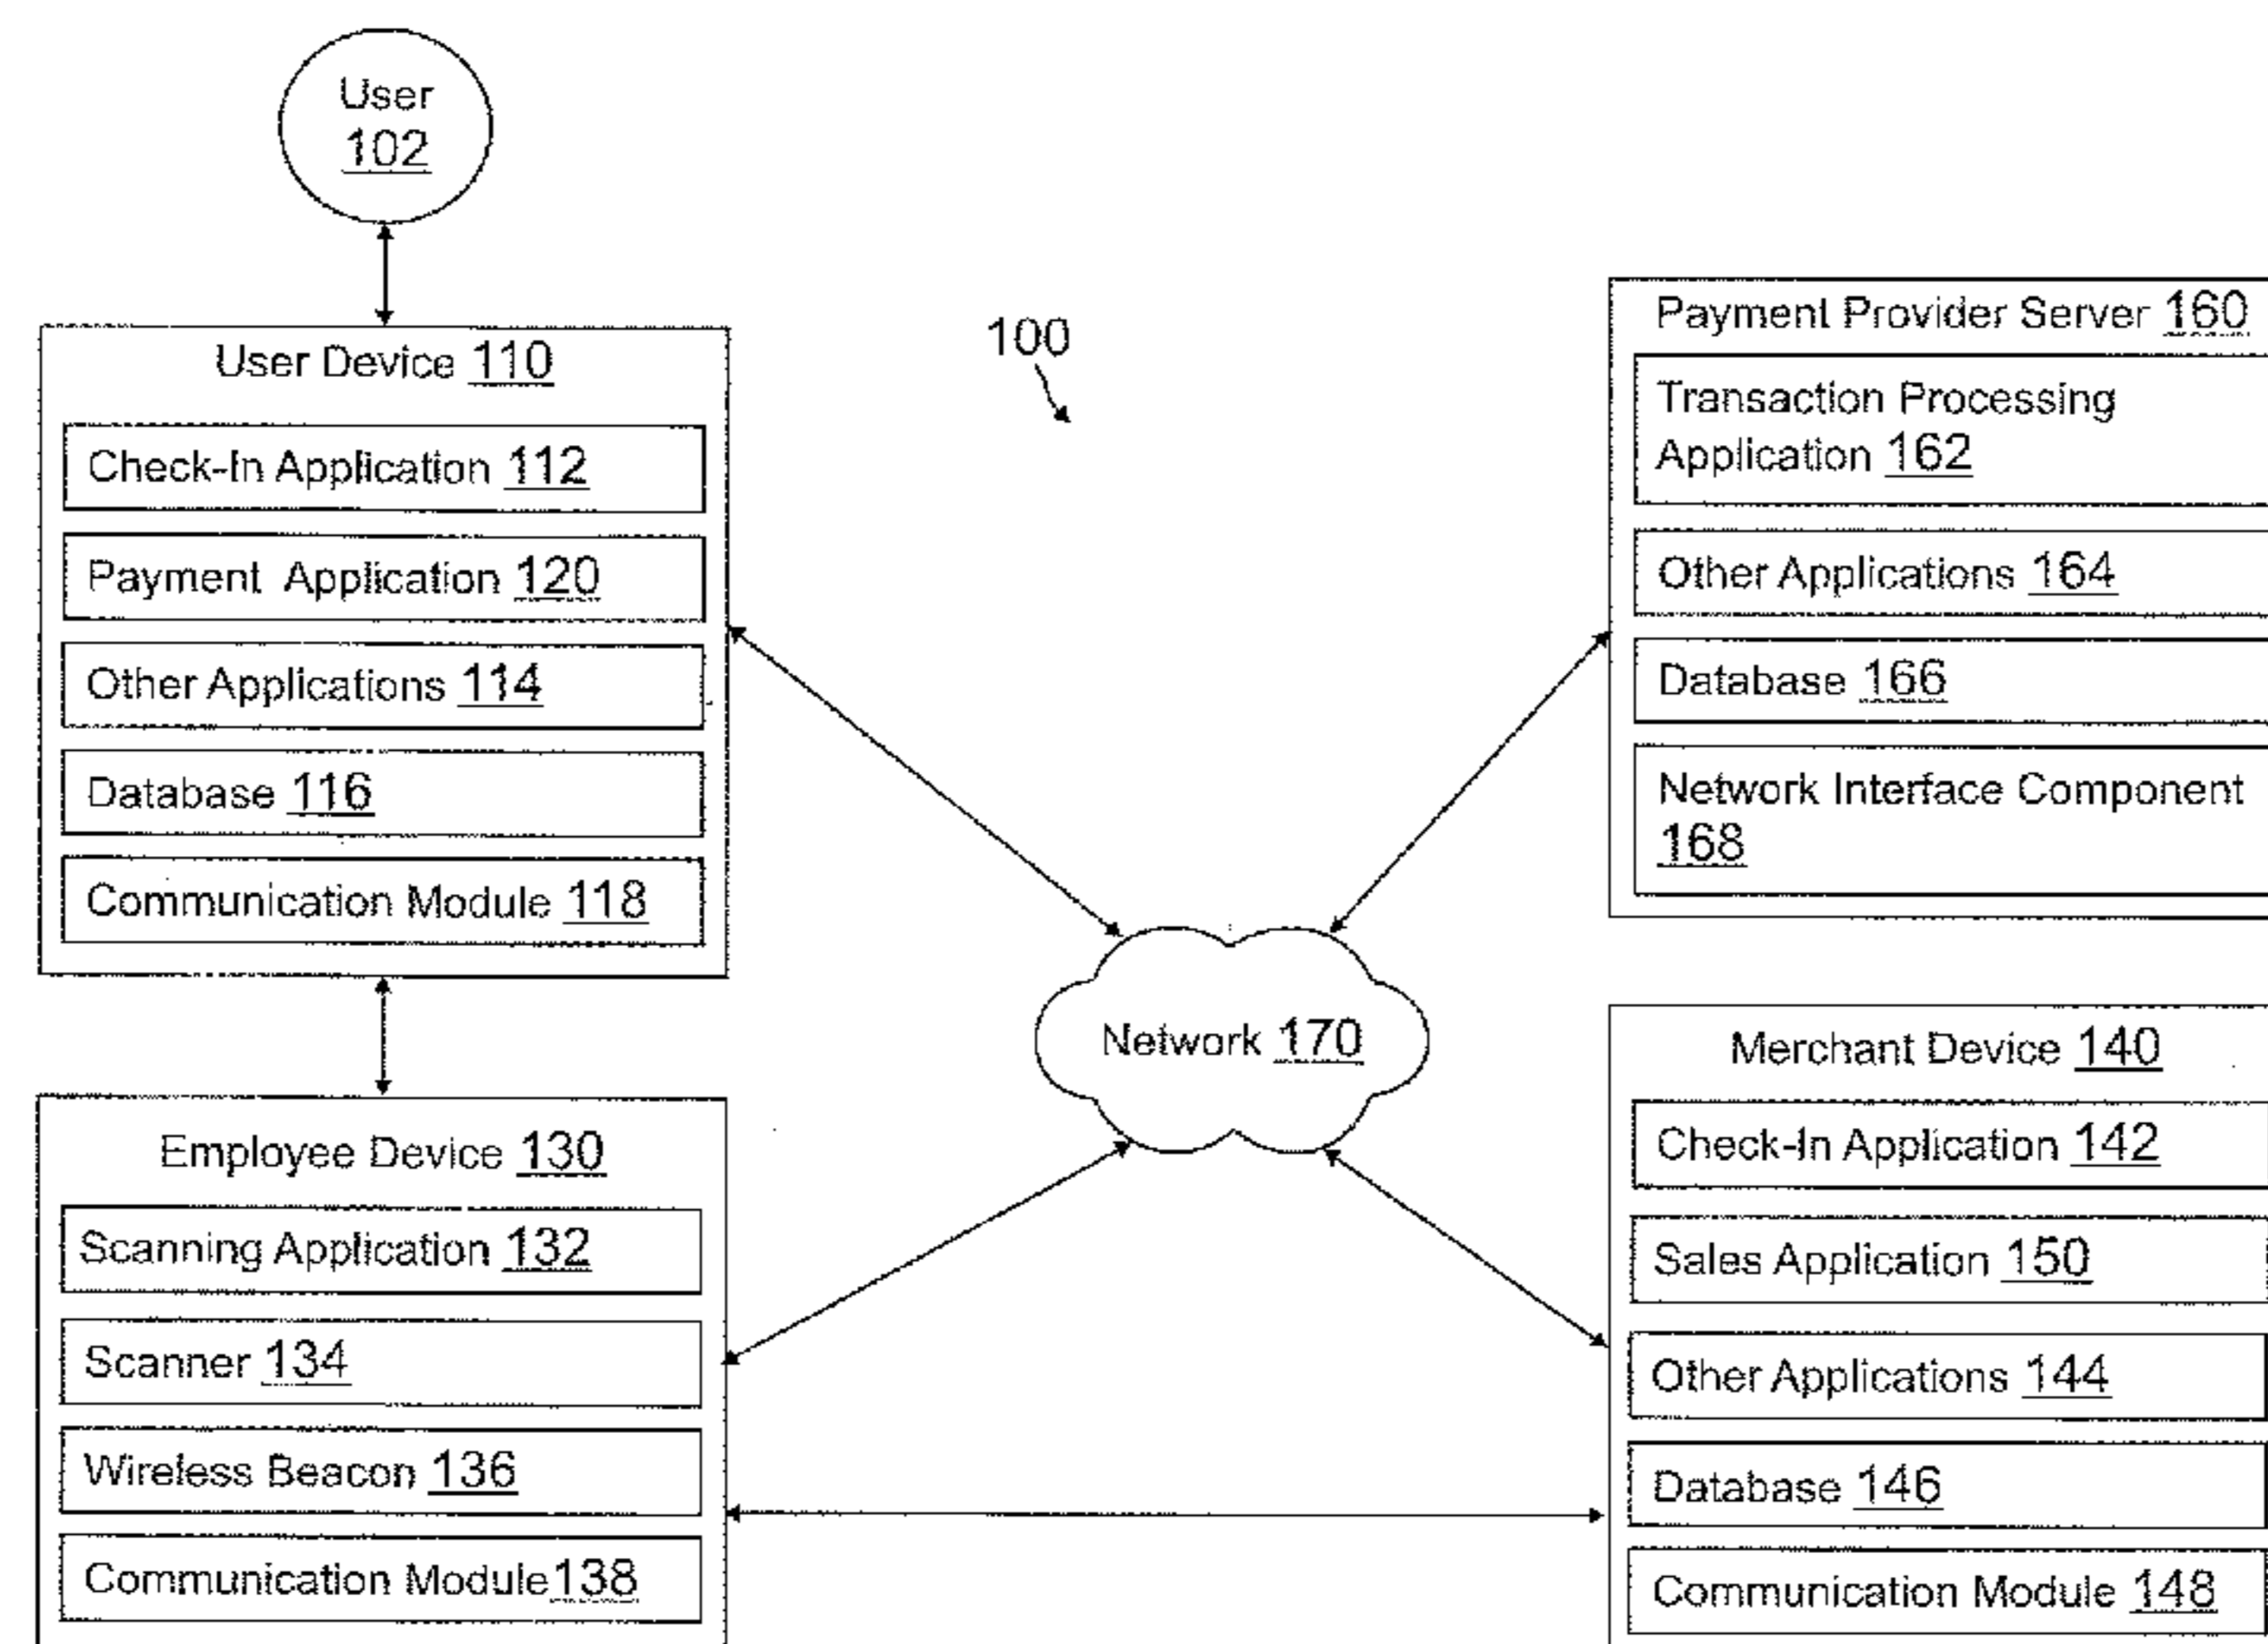 User
102
User Device 110
Check-In Application 112
Payment Application 120
Other Applications 114
Database 116
Communication Module 118
100
Payment Provider Server 160
Transaction Processing
Application 162
Other Applications 164
Database 166
Network Interface Component
168
Network 170
Employee Device 130
Scanning Application 132
Scanner 134
Wireless Beacon 136
Communication Module 138
Merchant Device 140
Check-In Application 142
Sales Application 150
Other Applications 144
Database 146
Communication Module 148